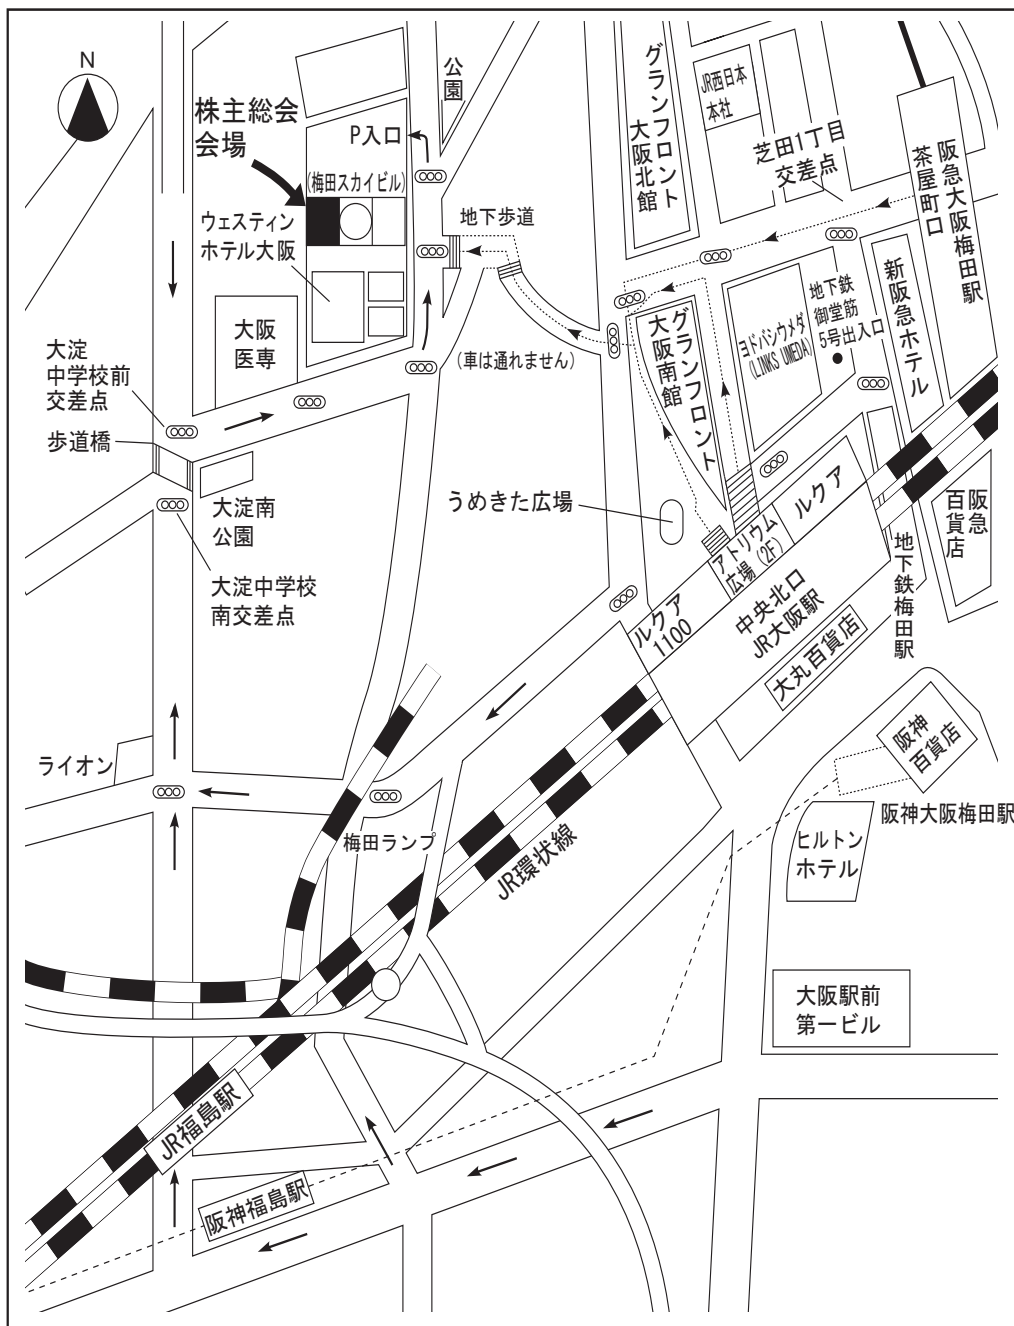 N
株主総会
会場
P入口
公園
(梅田スカイビル)
ウェスティン
ホテル大阪
地下歩道
グランフロント
大阪北館
JR西日本
本社
芝田1丁目
交差点
阪急大阪梅田駅
茶屋町口
新阪急ホテル
地下鉄
御堂筋
5号出入口
ヨドバシウメダ
(LINKS UMEDA)
グランフロント
大阪南館
(車は通れません)
大阪
医専
大淀
中学校前
交差点
歩道橋
大淀南
公園
大淀中学校
南交差点
うめきた広場
ルクア
アトリウム
広場(2F)
ルクア
1100
中央北口
JR大阪駅
大丸百貨店
地下鉄梅田駅
阪急
百貨店
阪神
百貨店
阪神大阪梅田駅
ヒルトン
ホテル
ライオン
梅田ランプ
JR環状線
大阪駅前
第一ビル
JR福島駅
阪神福島駅